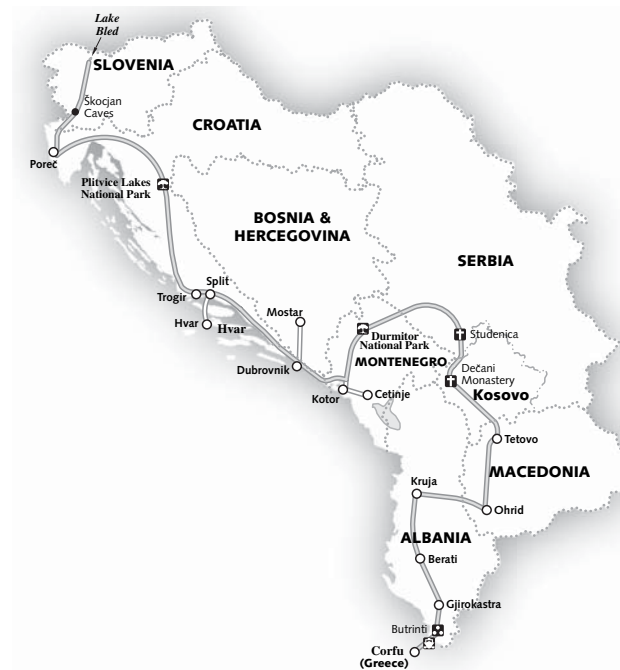 Lake
Bled
SLOVENIA
Škocjan
Caves
CROATIA
Poreč
Plitvice Lakes
National Park
BOSNIA &
HERCEGOVINA
SERBIA
Split
Trogir
Mostar
Hvar
Hvar
Durmitor
National Park
Studenica
MONTENEGRO
Dečani
Monastery
Dubrovnik
Kotor
Cetinje
Kosovo
Tetovo
MACEDONIA
Kruja
Ohrid
ALBANIA
Berati
Gjirokastra
Butrinti
Corfu
(Greece)